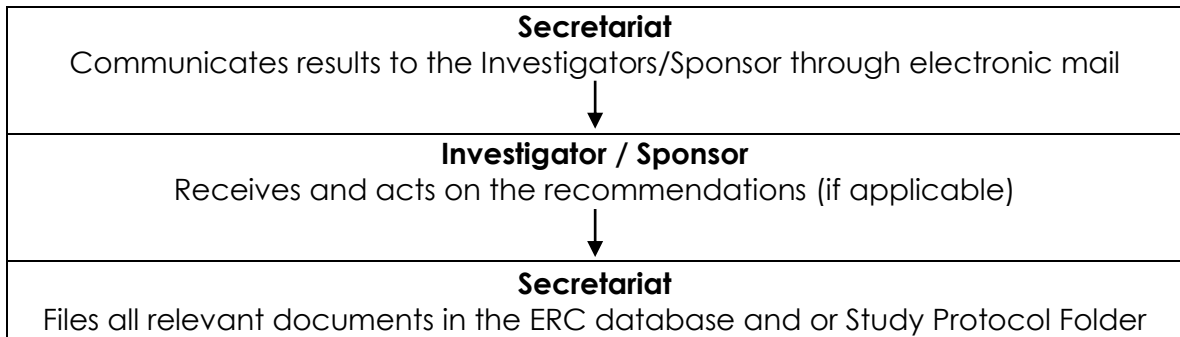 Secretariat
Communicates results to the Investigators/Sponsor through electronic mail
Investigator / Sponsor
Receives and acts on the recommendations (if applicable)
Secretariat
Files all relevant documents in the ERC database and or Study Protocol Folder